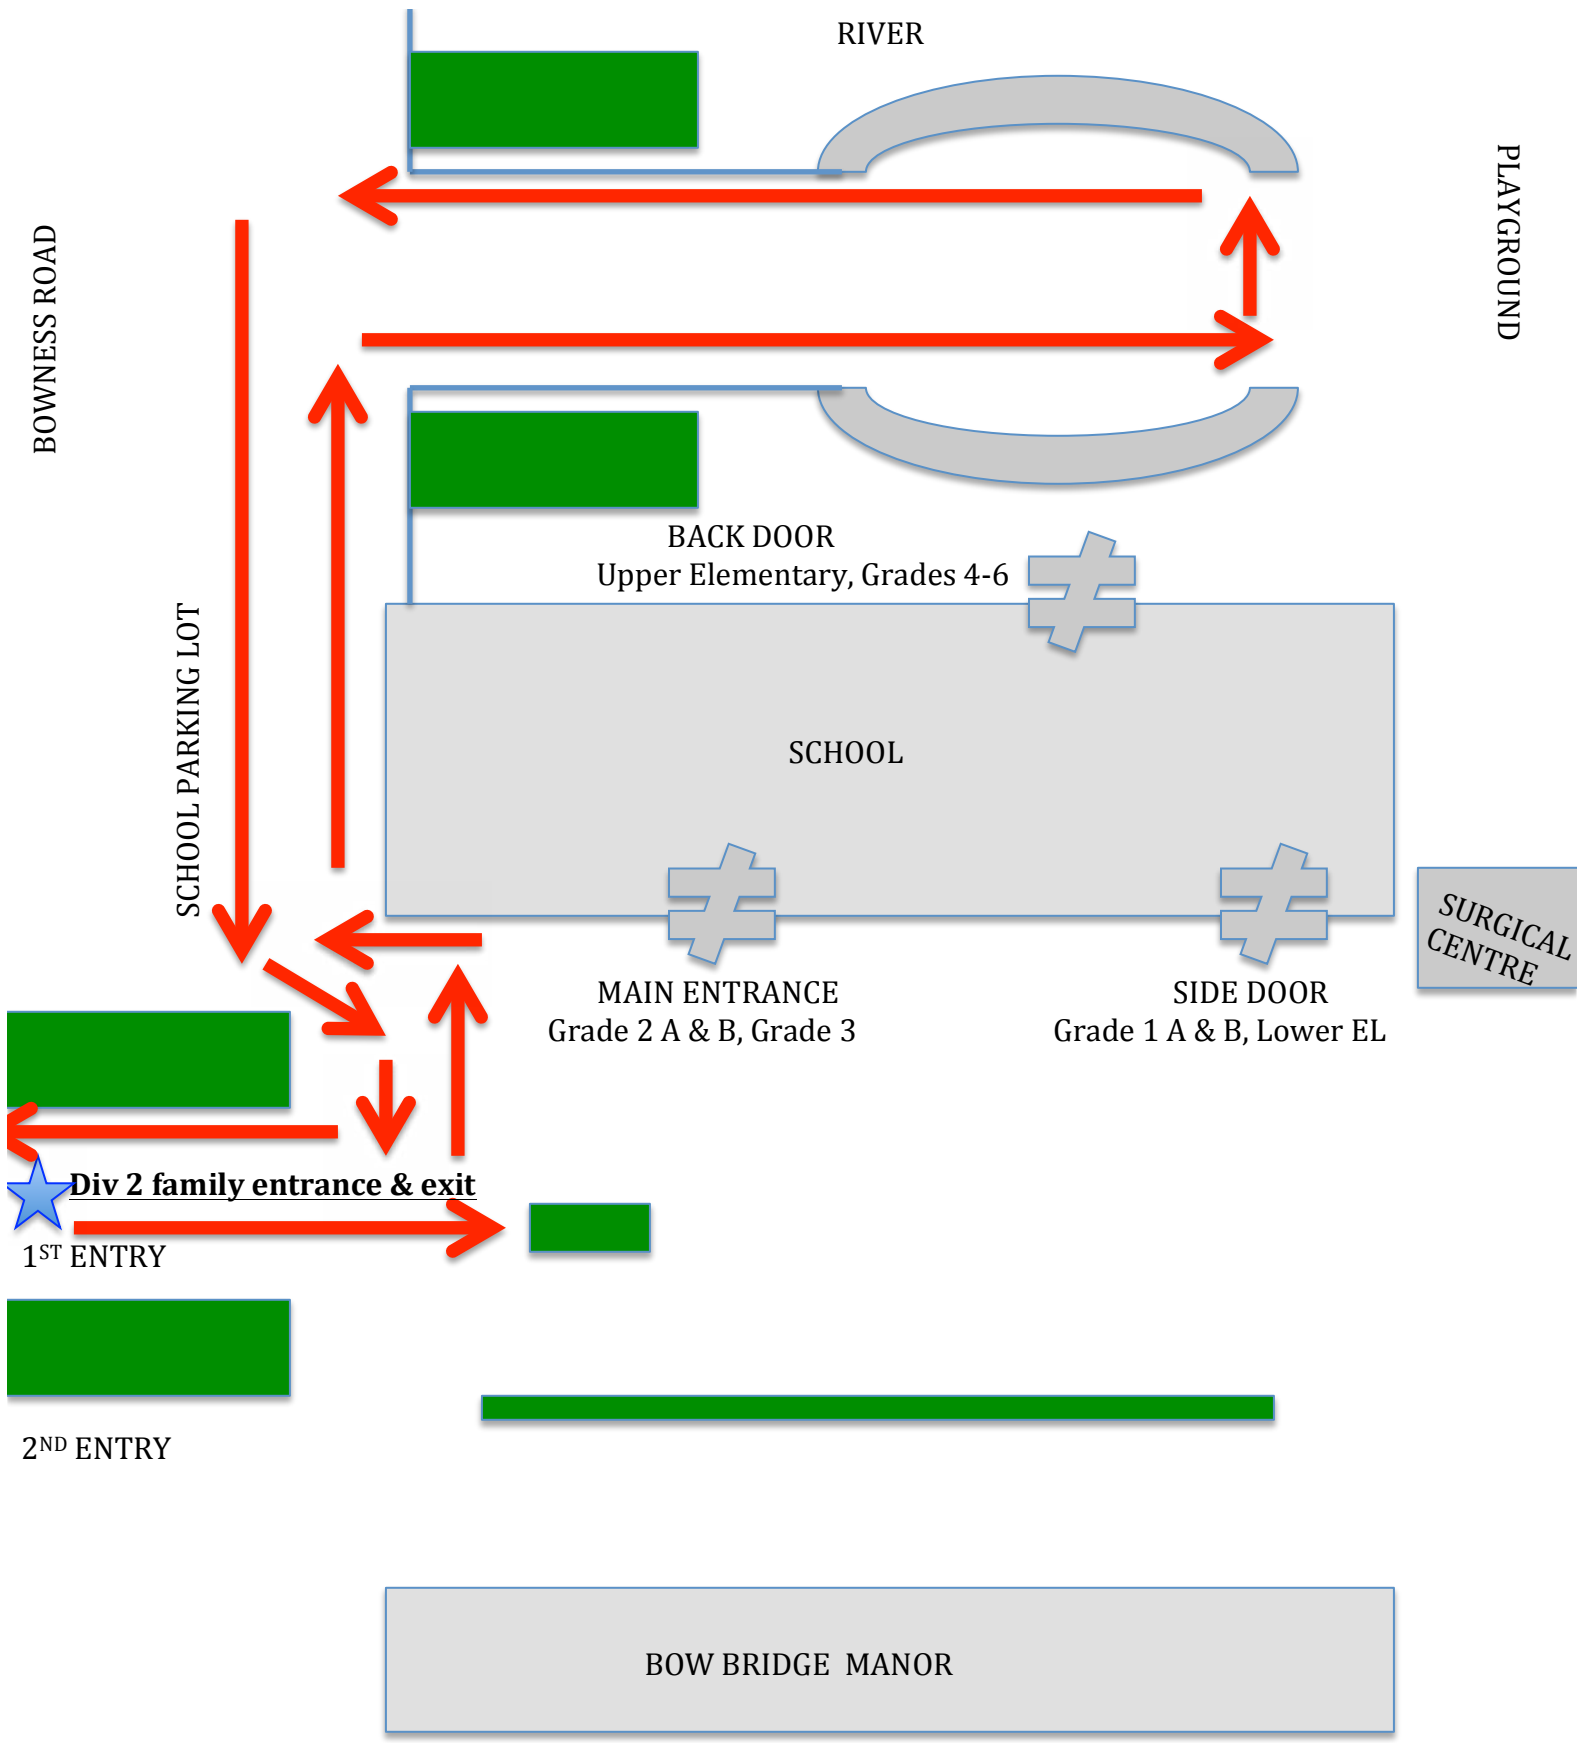 RIVER
PLAYGROUND
BOWNESS ROAD
BACK DOOR
Upper Elementary, Grades 4-6
SCHOOL PARKING LOT
SCHOOL
SURGICAL
CENTRE
MAIN ENTRANCE
Grade 2 A & B, Grade 3
SIDE DOOR
Grade 1 A & B, Lower EL
Div 2 family entrance & exit
1ST ENTRY
2ND ENTRY
BOW BRIDGE MANOR